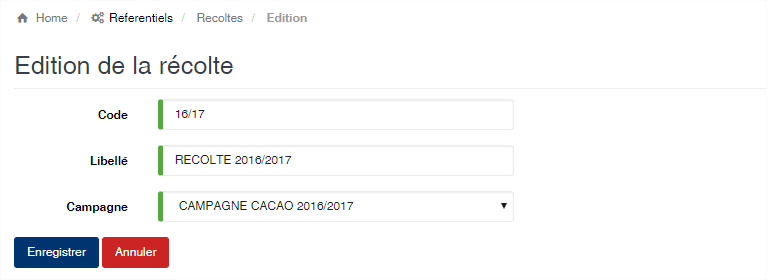 Home / Referentiels / Recoltes / Edition
Edition de la récolte
Code 16/17
Libellé RECOLTE 2016/2017
Campagne CAMPAGNE CACAO 2016/2017
Enregistrer Annuler